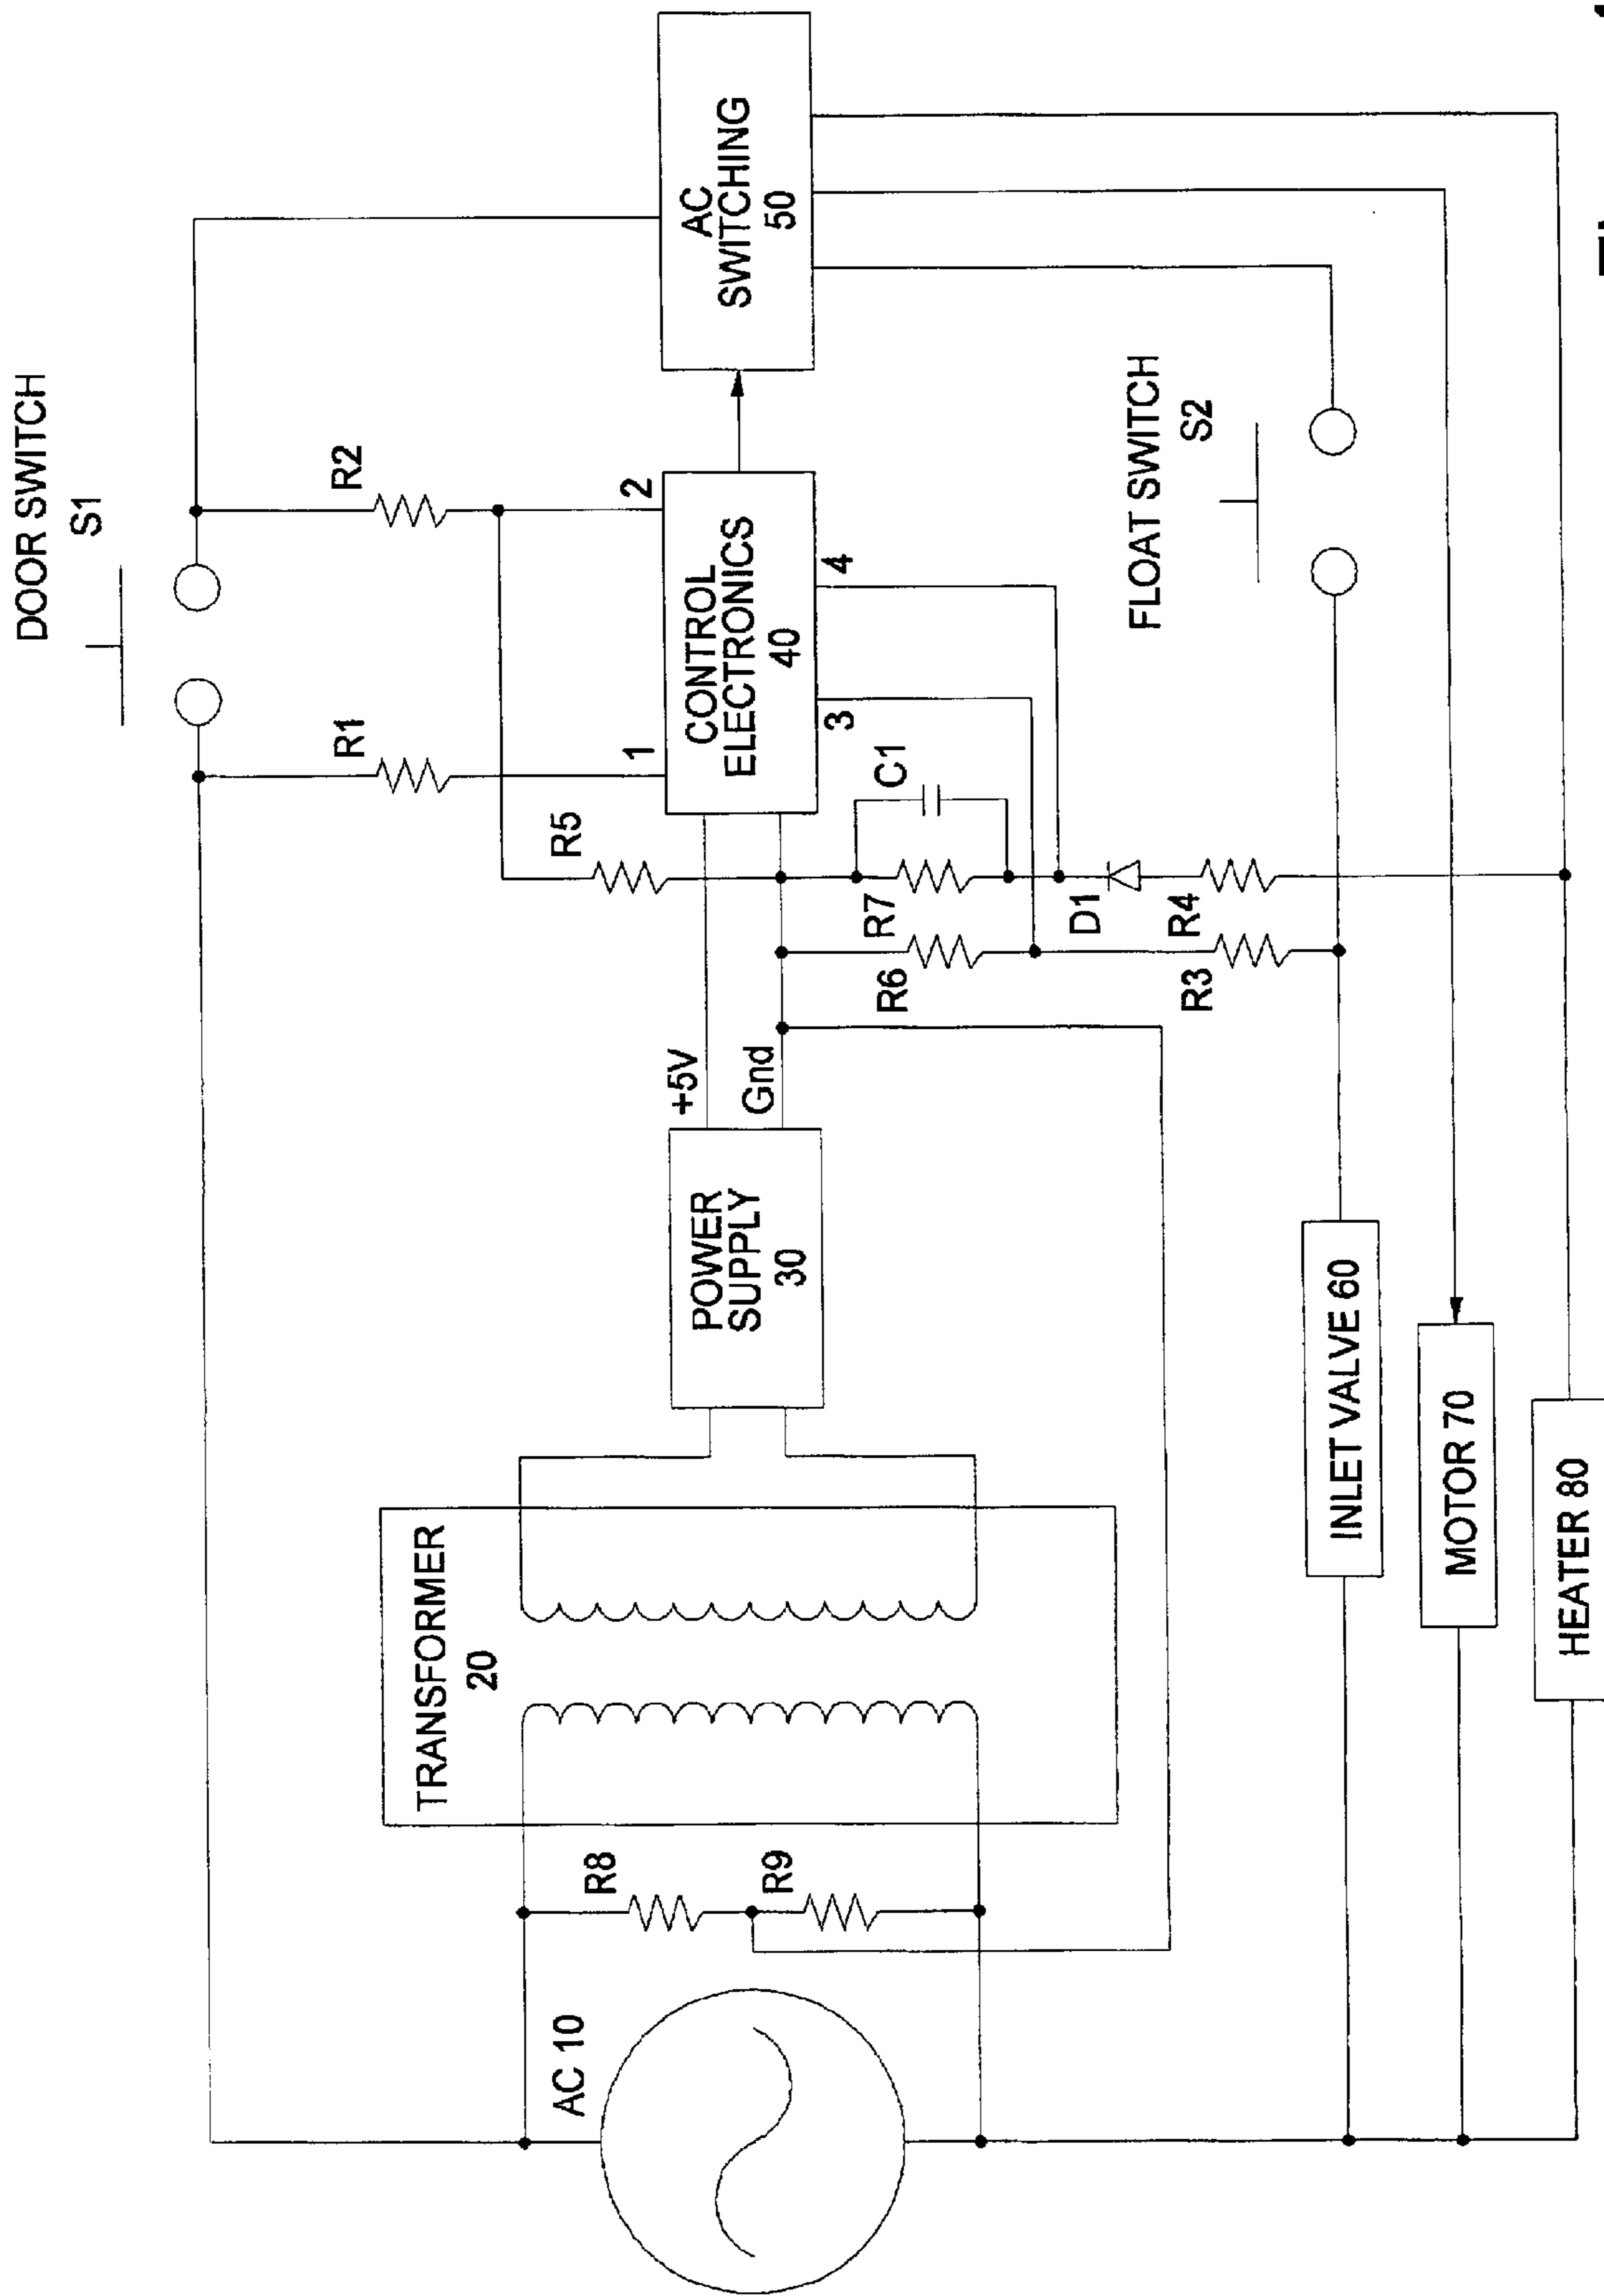 DOOR SWITCH
S1
R1
R2
R5
1
2
CONTROL
ELECTRONICS
40
3
4
AC
SWITCHING
50
+5V
Gnd
POWER
SUPPLY
30
TRANSFORMER
20
R8
R9
AC 10
C1
R7
R6
D1
R4
R3
FLOAT SWITCH
S2
INLET VALVE 60
MOTOR 70
HEATER 80